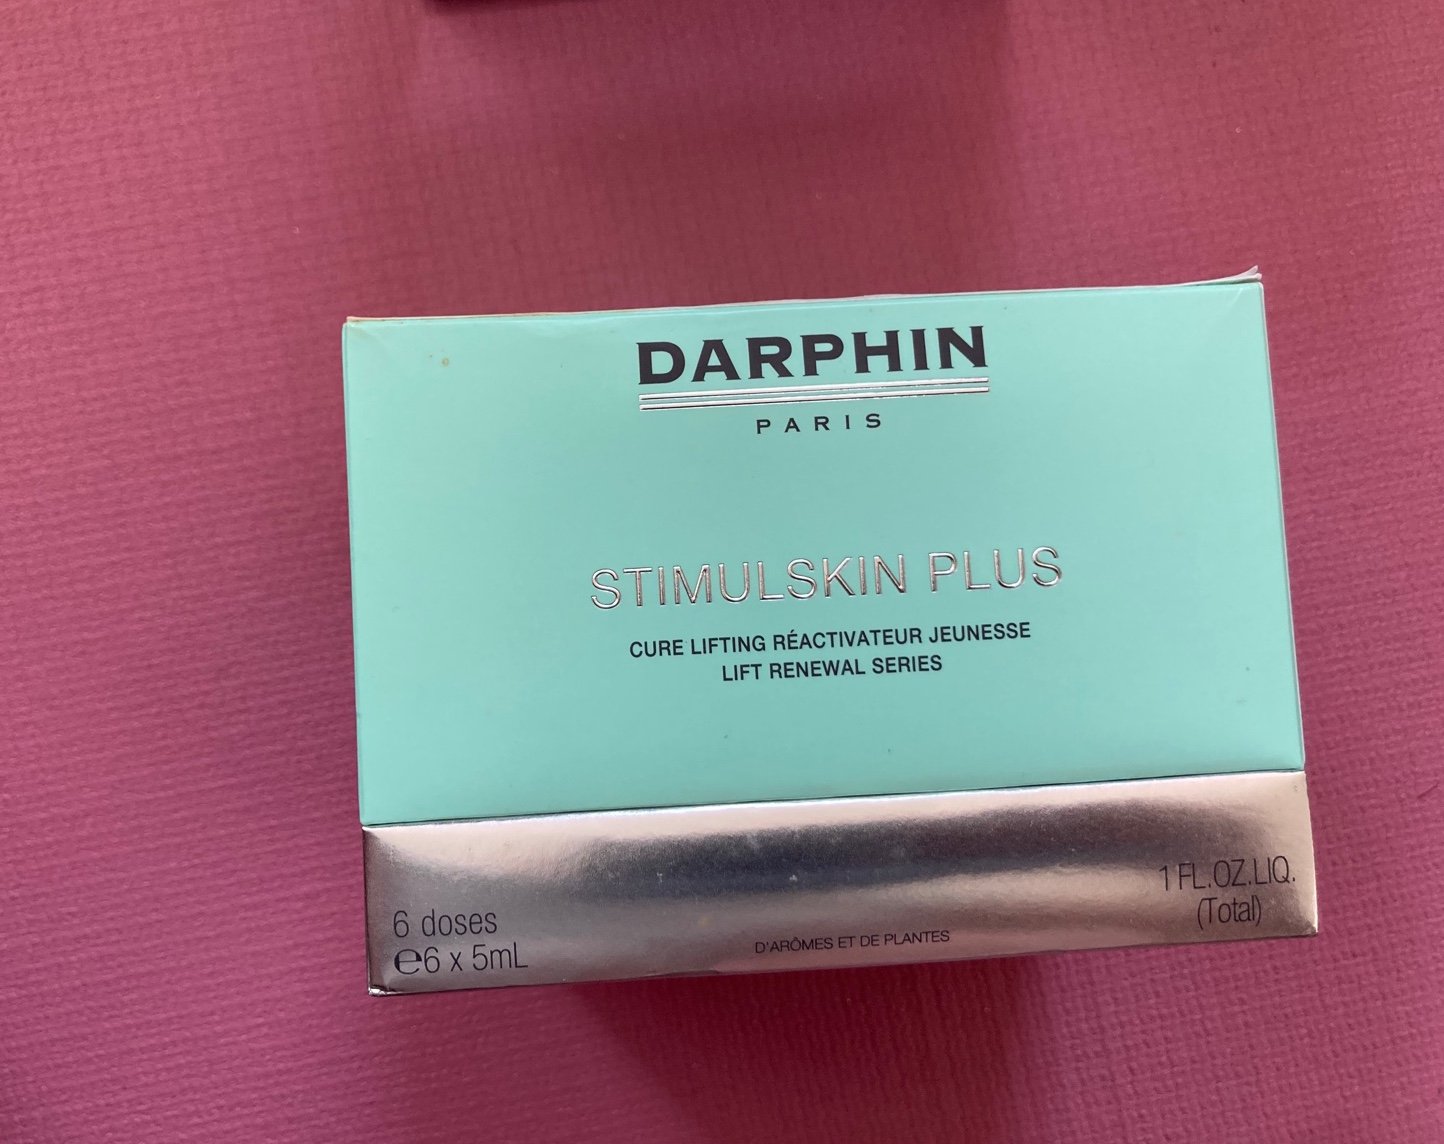 DARPHIN
PARIS
STIMULSKIN PLUS
CURE LIFTING RÉACTIVATEUR JEUNESSE
LIFT RENEWAL SERIES
6 doses
℮6 x 5mL
D'ARÔMES ET DE PLANTES
1 FL.OZ.LIQ.
(Total)